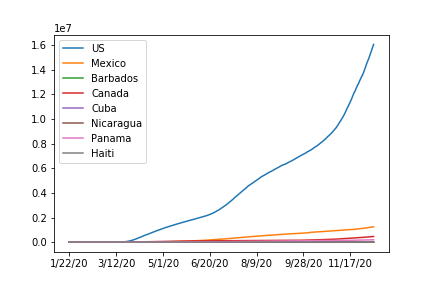 1e7
1.6
1.4
1.2
1.0
0.8
0.6
0.4
0.2
0.0
US
Mexico
Barbados
Canada
Cuba
Nicaragua
Panama
Haiti
1/22/20 3/12/20 5/1/20 6/20/20 8/9/20 9/28/20 11/17/20